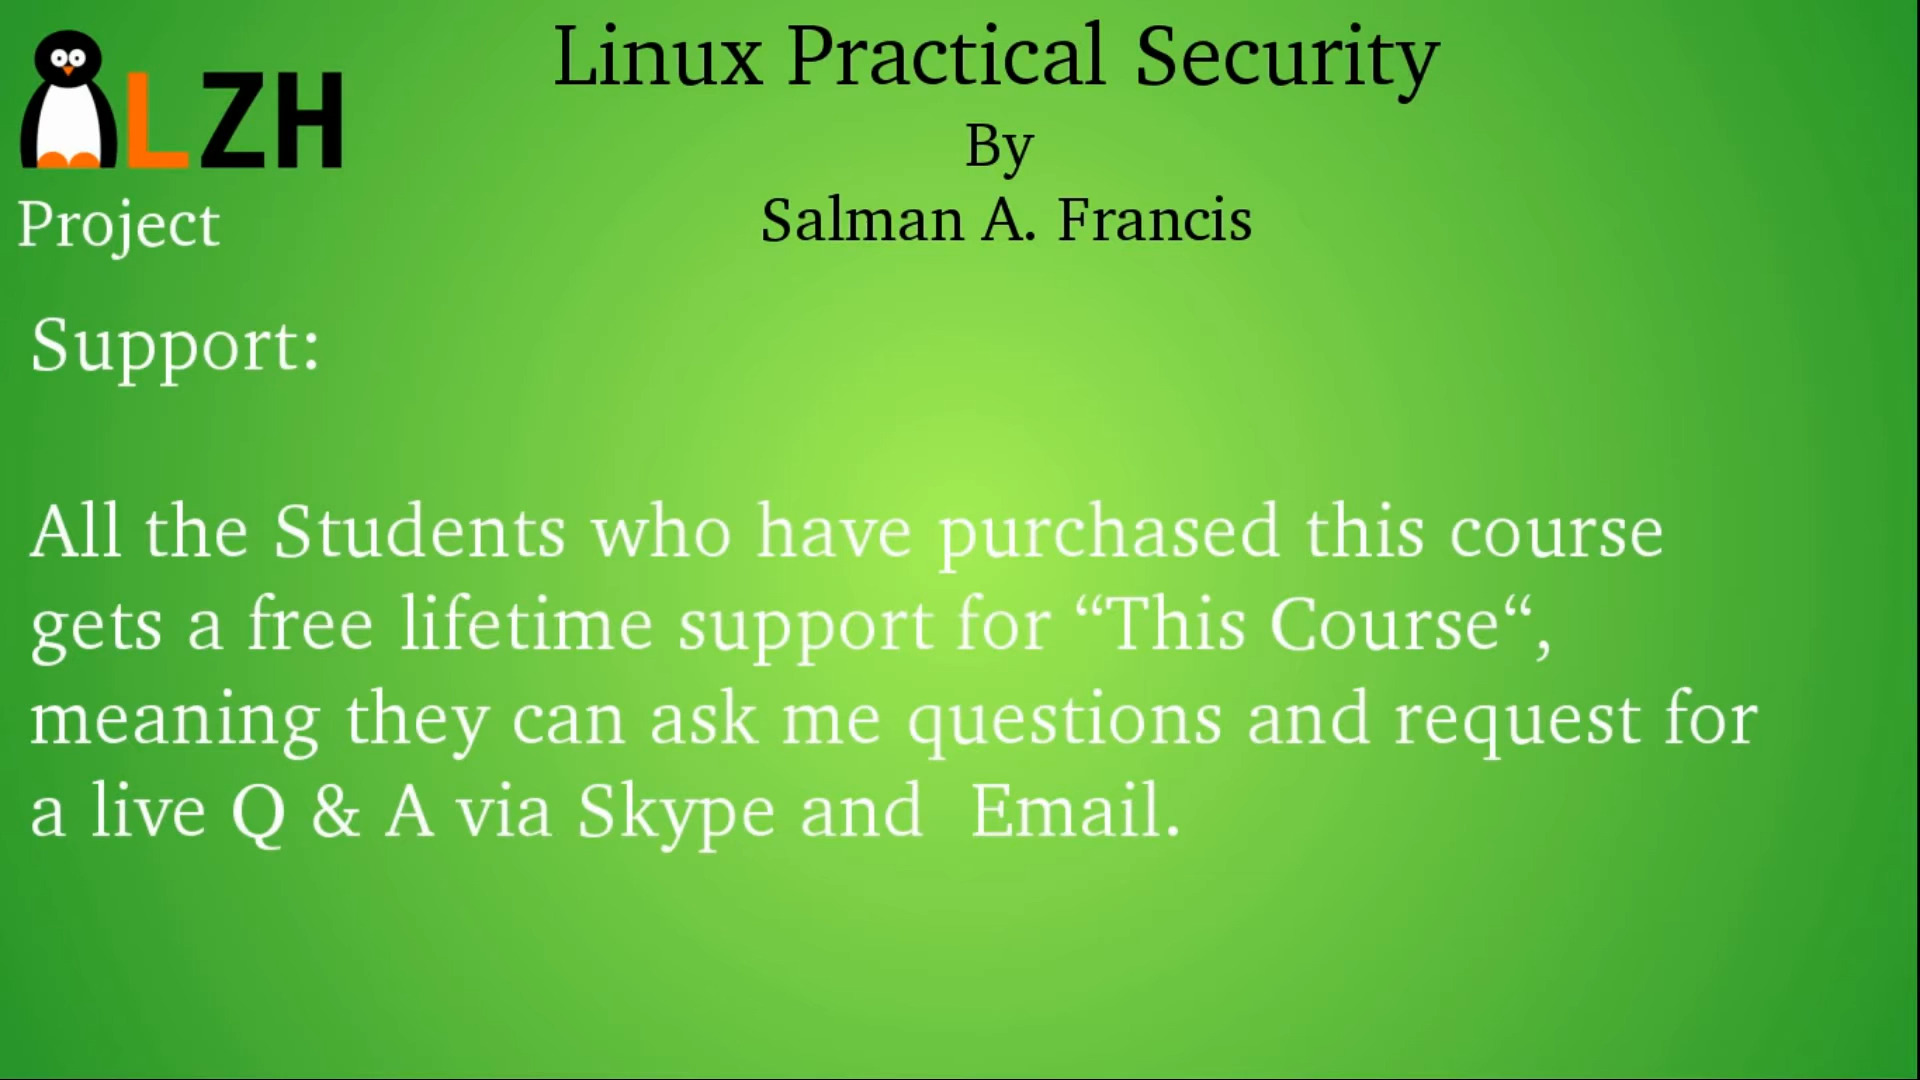 LZH
Project
Linux Practical Security
By
Salman A. Francis
Support:
All the Students who have purchased this course
gets a free lifetime support for “This Course“,
meaning they can ask me questions and request for
a live Q & A via Skype and  Email.